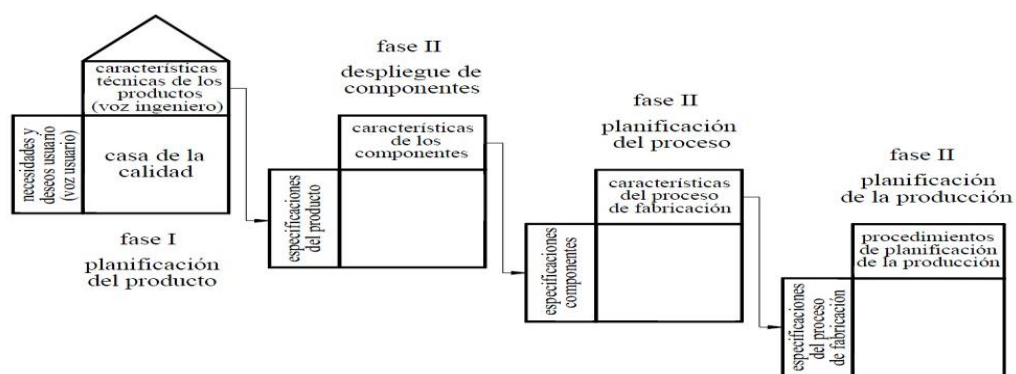 características
técnicas de los
productos
(voz ingeniero)
necesidades y
deseos usuario
(voz usuario)
casa de la
calidad
fase I
planificación
del producto
fase II
despliegue de
componentes
características
de los
componentes
especificaciones
del producto
fase II
planificación
del proceso
características
del proceso
de fabricación
especificaciones
componentes
fase II
planificación
de la producción
procedimientos
de planificación
de la producción
especificaciones
del proceso
de fabricación